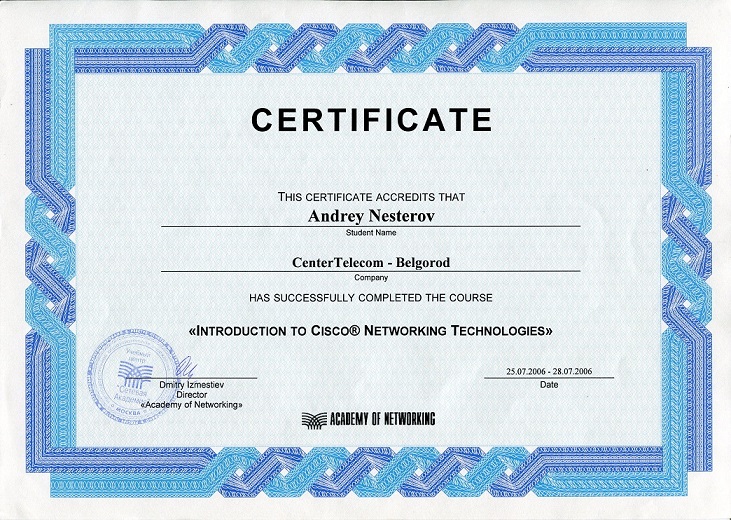 CERTIFICATE
THIS CERTIFICATE ACCREDITS THAT
Andrey Nesterov
Student Name
CenterTelecom - Belgorod
Company
HAS SUCCESSFULLY COMPLETED THE COURSE
«INTRODUCTION TO CISCO® NETWORKING TECHNOLOGIES»
Учебный
центр
Сетевая
Академия
МОСКВА
Dmitry Izmestiev
Director
«Academy of Networking»
25.07.2006 - 28.07.2006
Date
ACADEMY OF NETWORKING